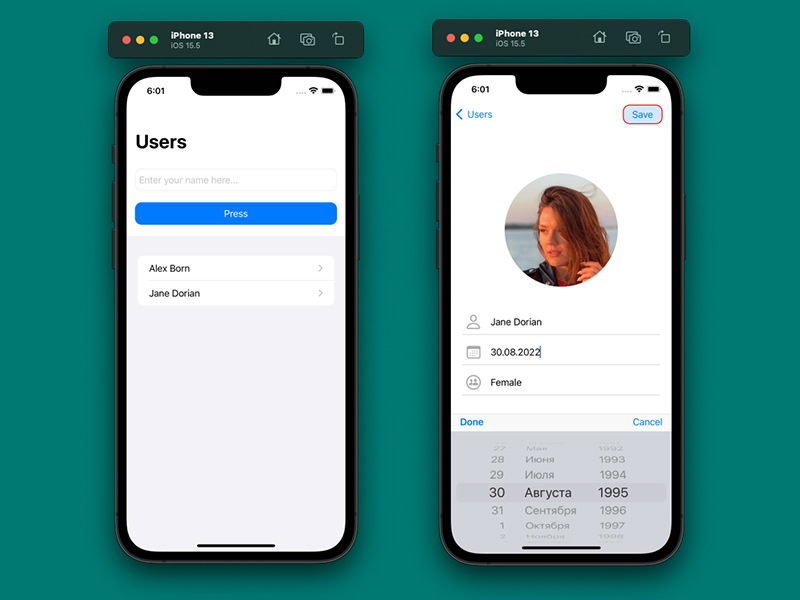 iPhone 13
iOS 15.5
6:01
Users
Enter your name here...
Press
Alex Born
Jane Dorian
iPhone 13
iOS 15.5
6:01
Users
Save
Jane Dorian
30.08.2022
Female
Done
Cancel
27 Мая 1992
28 Июня 1993
29 Июля 1994
30 Августа 1995
31 Сентября 1996
1 Октября 1997
2 Ноября 1998